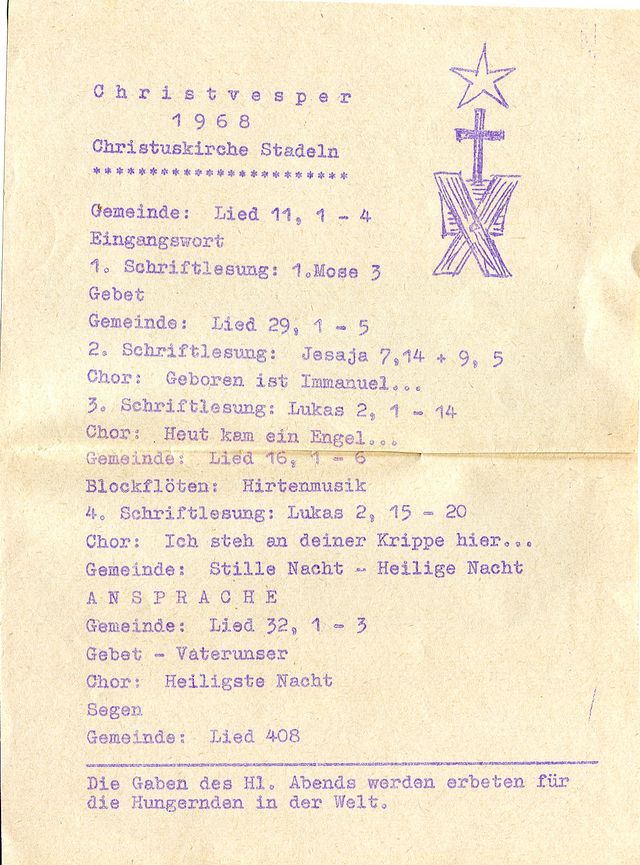 C h r i s t v e s p e r
1 9 6 8
Christuskirche Stadeln
**********************
Gemeinde: Lied 11, 1 - 4
Eingangswort
1. Schriftlesung: 1.Mose 3
Gebet
Gemeinde: Lied 29, 1 - 5
2. Schriftlesung: Jesaja 7,14 + 9, 5
Chor: Geboren ist Immanuel...
3. Schriftlesung: Lukas 2, 1 - 14
Chor: Heut kam ein Engel...
Gemeinde: Lied 16, 1 - 6
Blockflöten: Hirtenmusik
4. Schriftlesung: Lukas 2, 15 - 20
Chor: Ich steh an deiner Krippe hier...
Gemeinde: Stille Nacht - Heilige Nacht
A N S P R A C H E
Gemeinde: Lied 32, 1 - 3
Gebet - Vaterunser
Chor: Heiligste Nacht
Segen
Gemeinde: Lied 408
Die Gaben des Hl. Abends werden erbeten für
die Hungernden in der Welt.